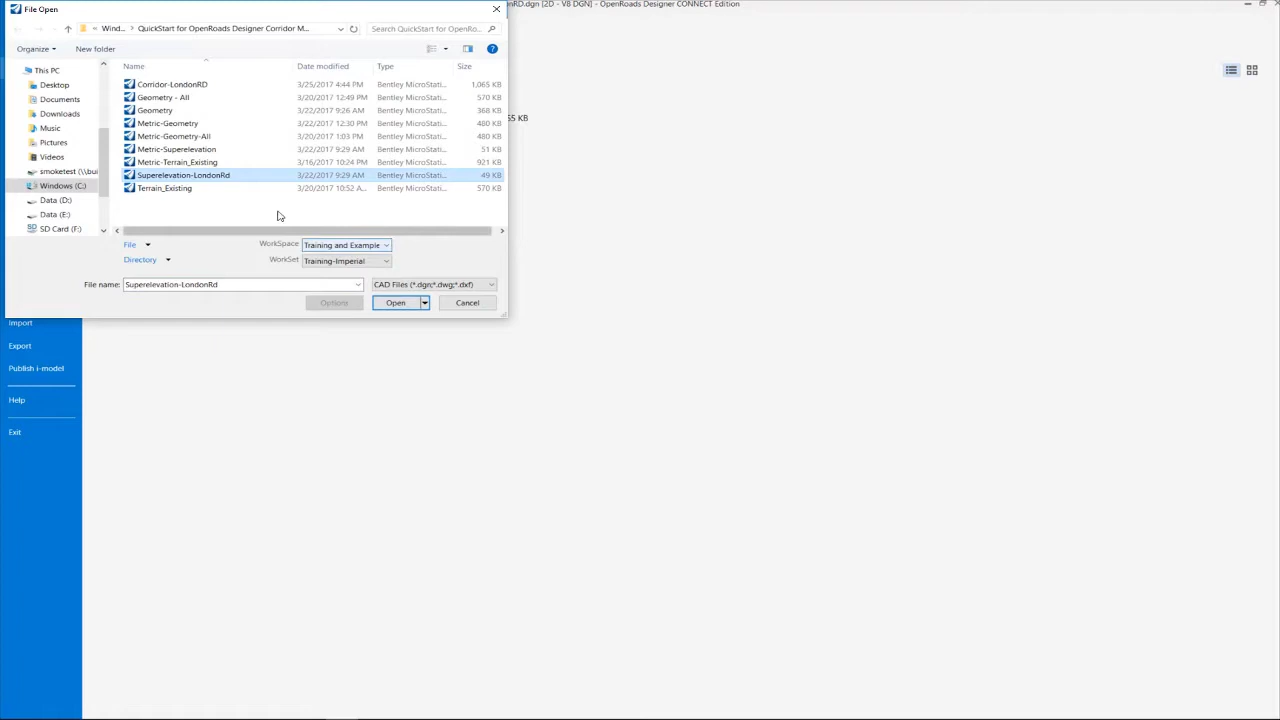 File Open
onRD.dgn [2D - V8 DGN] - OpenRoads Designer CONNECT Edition
« Wind... > QuickStart for OpenRoads Designer Corridor M...
Search QuickStart for OpenRo...
Organize
New folder
Name
Date modified
Type
Size
This PC
Desktop
Documents
Downloads
Music
Pictures
Videos
smoketest (\\bui
Windows (C:)
Data (D:)
Data (E:)
SD Card (F:)
Corridor-LondonRD 3/25/2017 4:44 PM Bentley MicroStati... 1,065 KB
Geometry - All 3/20/2017 12:49 PM Bentley MicroStati... 570 KB
Geometry 3/22/2017 9:26 AM Bentley MicroStati... 368 KB
Metric-Geometry 3/22/2017 12:30 PM Bentley MicroStati... 480 KB
Metric-Geometry-All 3/20/2017 1:03 PM Bentley MicroStati... 480 KB
Metric-Superelevation 3/22/2017 9:29 AM Bentley MicroStati... 51 KB
Metric-Terrain_Existing 3/16/2017 10:24 PM Bentley MicroStati... 921 KB
Superelevation-LondonRd 3/22/2017 9:29 AM Bentley MicroStati... 49 KB
Terrain_Existing 3/20/2017 10:52 A... Bentley MicroStati... 570 KB
55 KB
File
WorkSpace Training and Example
Directory
WorkSet Training-Imperial
File name: Superelevation-LondonRd
CAD Files (*.dgn;*.dwg;*.dxf)
Options
Open
Cancel
Import
Export
Publish i-model
Help
Exit